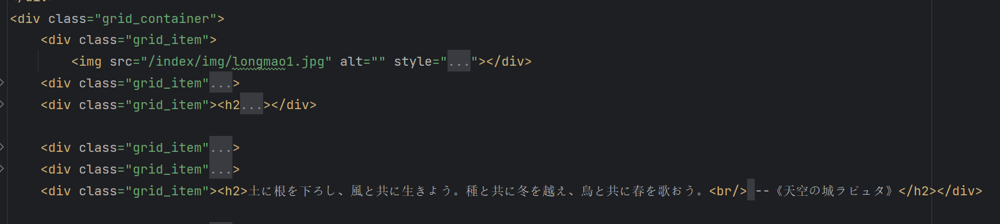 <div class="grid_container">
<div class="grid_item">
<img src="/index/img/longmao1.jpg" alt="" style="..."></div>
<div class="grid_item"...>
<div class="grid_item"><h2...></div>
<div class="grid_item"...>
<div class="grid_item"...>
<div class="grid_item"><h2>土に根を下ろし、風と共に生きよう。種と共に冬を越え、鳥と共に春を歌おう。<br/> --《天空の城ラピュタ》</h2></div>